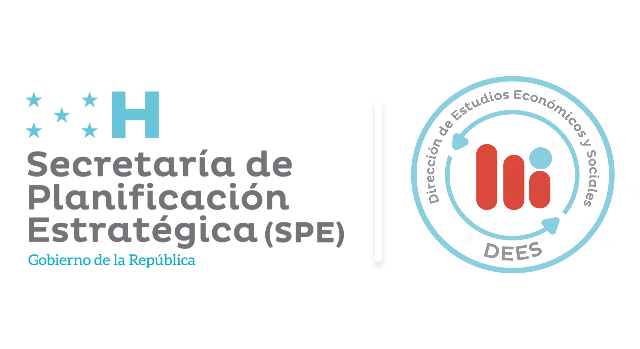 H
Secretaría de
Planificación
Estratégica (SPE)
Gobierno de la República
Dirección de Estudios Económicos y Sociales
DEES